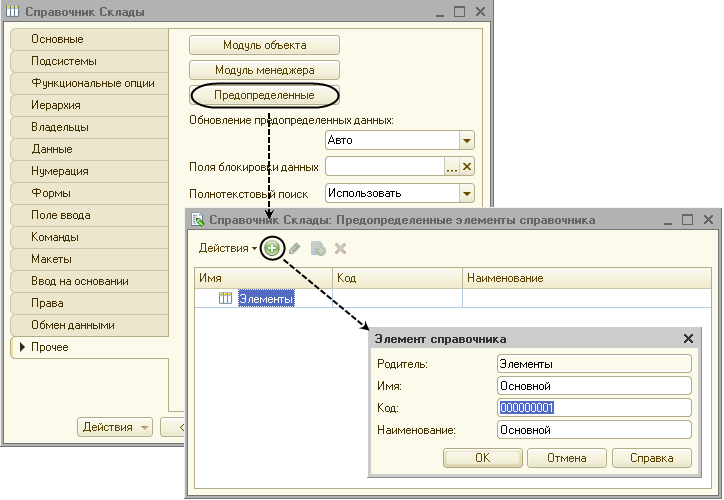 Справочник Склады
Основные
Подсистемы
Функциональные опции
Иерархия
Владельцы
Данные
Нумерация
Формы
Поле ввода
Команды
Макеты
Ввод на основании
Права
Обмен данными
Прочее
Модуль объекта
Модуль менеджера
Предопределенные
Обновление предопределенных данных:
Авто
Поля блокировки данных
Полнотекстовый поиск Использовать
Действия
Справочник Склады: Предопределенные элементы справочника
Действия
Имя Код Наименование
Элементы
Элемент справочника
Родитель: Элементы
Имя: Основной
Код: 000000001
Наименование: Основной
OK Отмена Справка